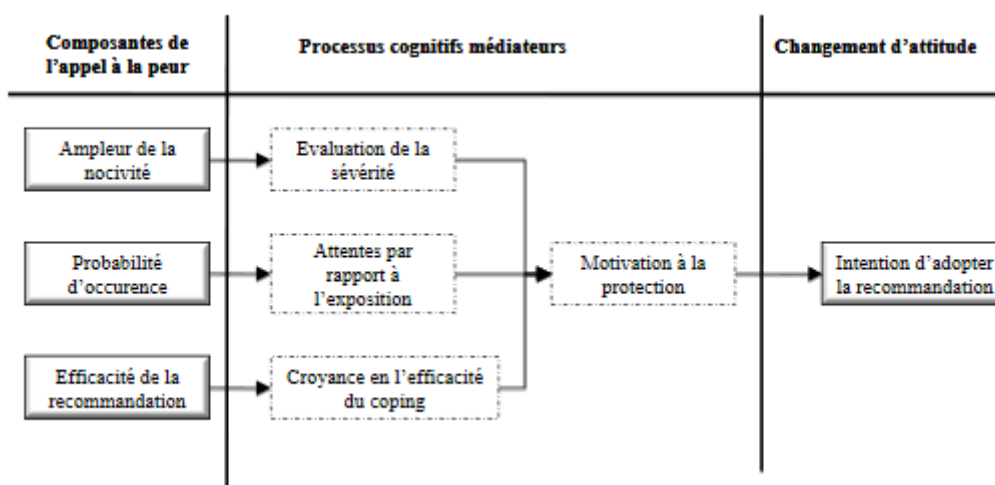 Composantes de
l'appel à la peur
Processus cognitifs médiateurs
Changement d'attitude
Ampleur de la
nocivité
Evaluation de la
sévérité
Probabilité
d'occurence
Attentes par
rapport à
l'exposition
Motivation à la
protection
Intention d'adopter
la recommandation
Efficacité de la
recommandation
Croyance en l'efficacité
du coping